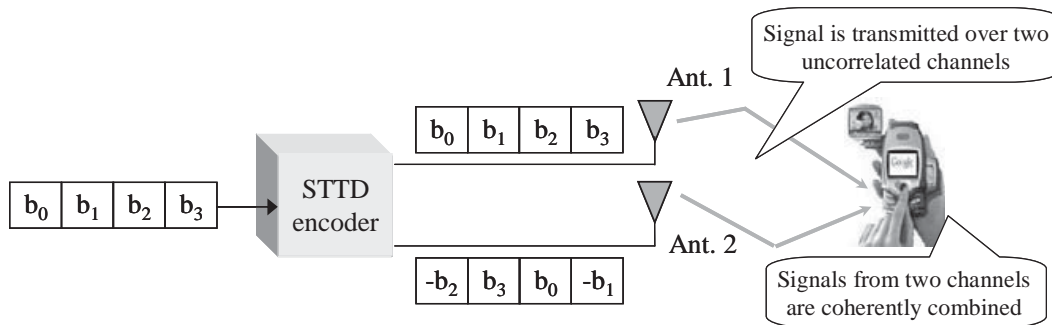 Signal is transmitted over two
uncorrelated channels
Ant. 1
b0 b1 b2 b3
Google
STTD
encoder
b0 b1 b2 b3
Ant. 2
-b2 b3 b0 -b1
Signals from two channels
are coherently combined